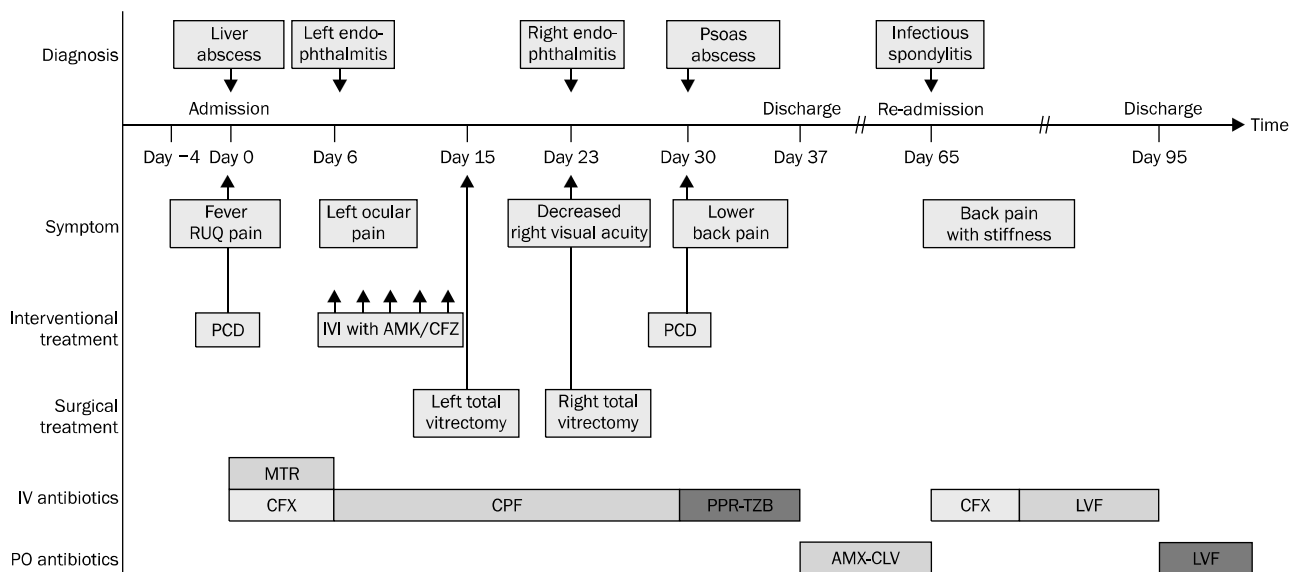 Diagnosis
Liver
abscess
Left endo-
phthalmitis
Right endo-
phthalmitis
Psoas
abscess
Infectious
spondylitis
Admission
Discharge
Re-admission
Discharge
Time
Day −4
Day 0
Day 6
Day 15
Day 23
Day 30
Day 37
Day 65
Day 95
Symptom
Fever
RUQ pain
Left ocular
pain
Decreased
right visual acuity
Lower
back pain
Back pain
with stiffness
Interventional
treatment
PCD
IVI with AMK/CFZ
PCD
Surgical
treatment
Left total
vitrectomy
Right total
vitrectomy
IV antibiotics
MTR
CFX
CPF
PPR-TZB
CFX
LVF
PO antibiotics
AMX-CLV
LVF